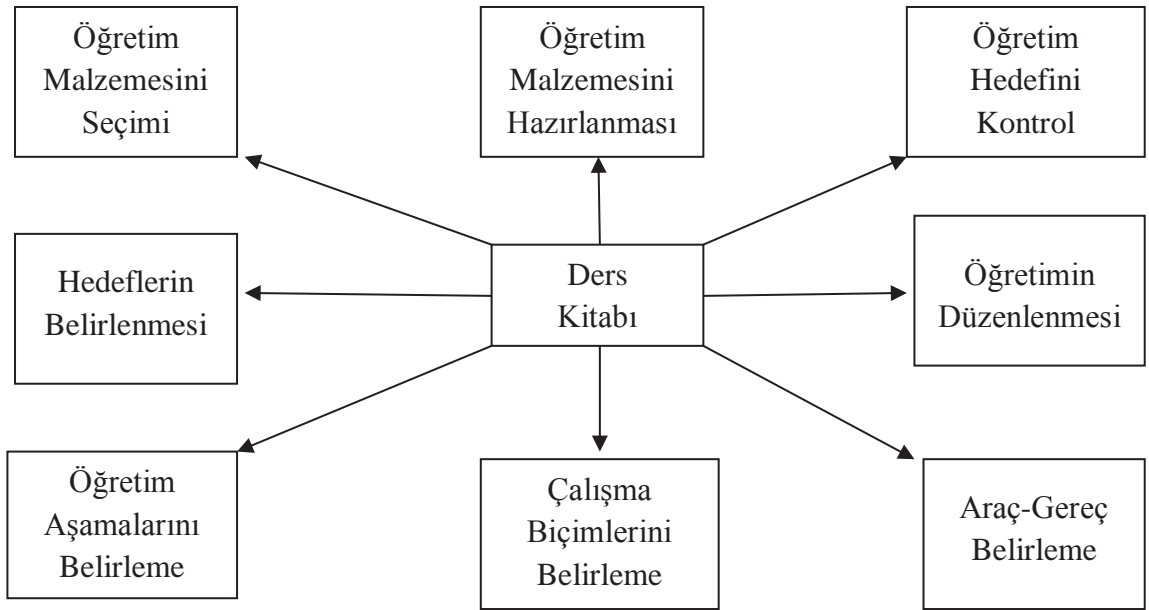 Öğretim
Malzemesini
Seçimi
Öğretim
Malzemesini
Hazırlanması
Öğretim
Hedefini
Kontrol
Hedeflerin
Belirlenmesi
Ders
Kitabı
Öğretimin
Düzenlenmesi
Öğretim
Aşamalarını
Belirleme
Çalışma
Biçimlerini
Belirleme
Araç-Gereç
Belirleme